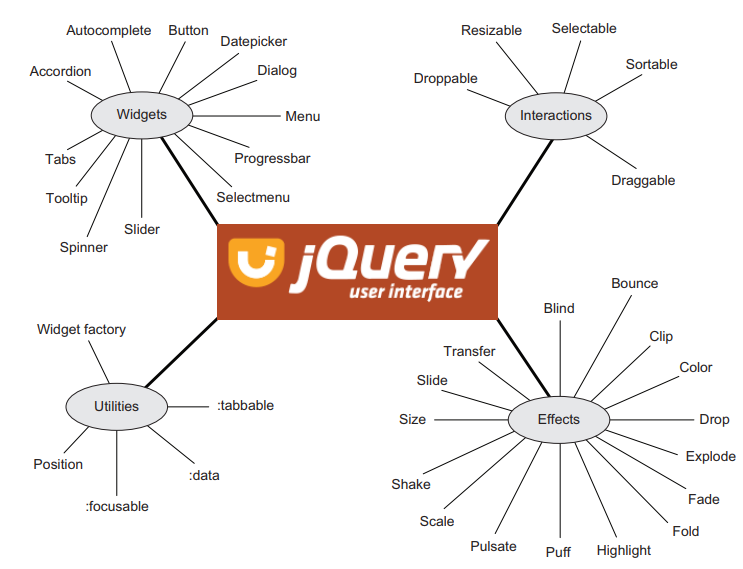 Autocomplete
Button
Datepicker
Accordion
Dialog
Widgets
Menu
Tabs
Progressbar
Tooltip
Selectmenu
Spinner
Slider
Resizable
Selectable
Sortable
Droppable
Interactions
Draggable
jQuery
user interface
Widget factory
Utilities
:tabbable
Position
:data
:focusable
Bounce
Blind
Clip
Transfer
Color
Slide
Size
Effects
Drop
Explode
Shake
Fade
Scale
Fold
Pulsate
Puff
Highlight